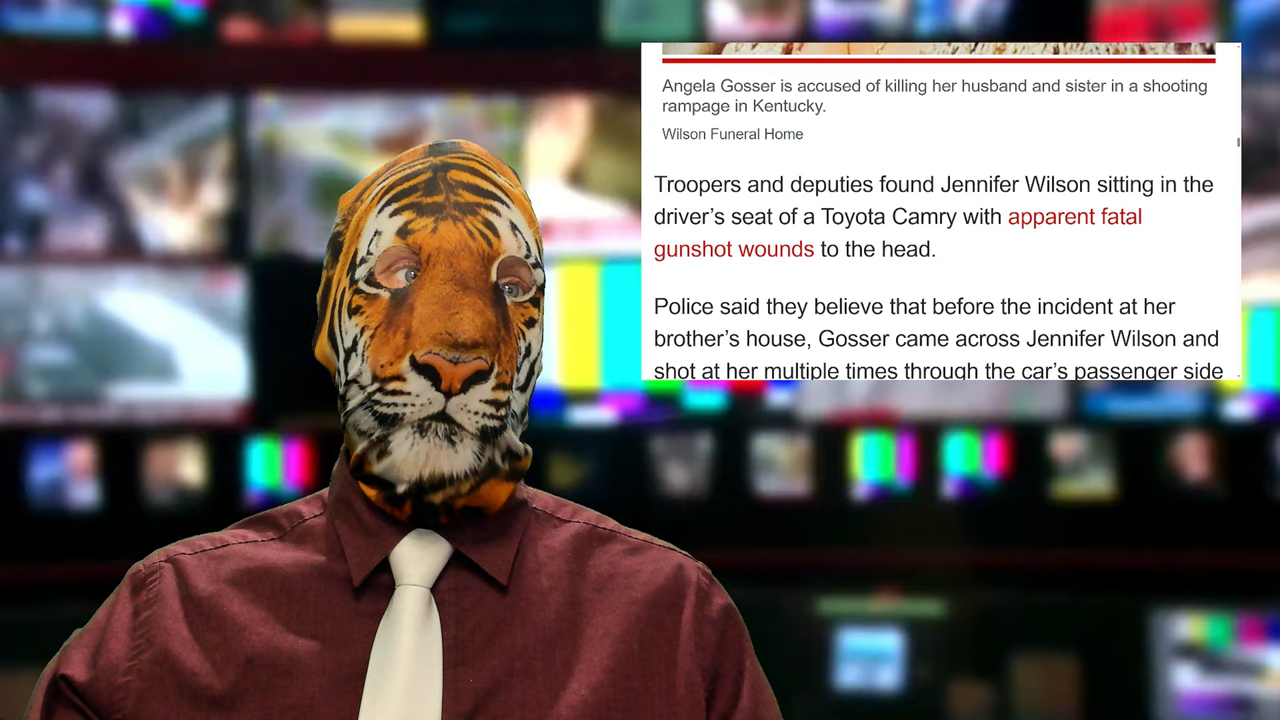 Angela Gosser is accused of killing her husband and sister in a shooting
rampage in Kentucky.
Wilson Funeral Home
Troopers and deputies found Jennifer Wilson sitting in the
driver’s seat of a Toyota Camry with apparent fatal
gunshot wounds to the head.
Police said they believe that before the incident at her
brother’s house, Gosser came across Jennifer Wilson and
shot at her multiple times through the car’s passenger side